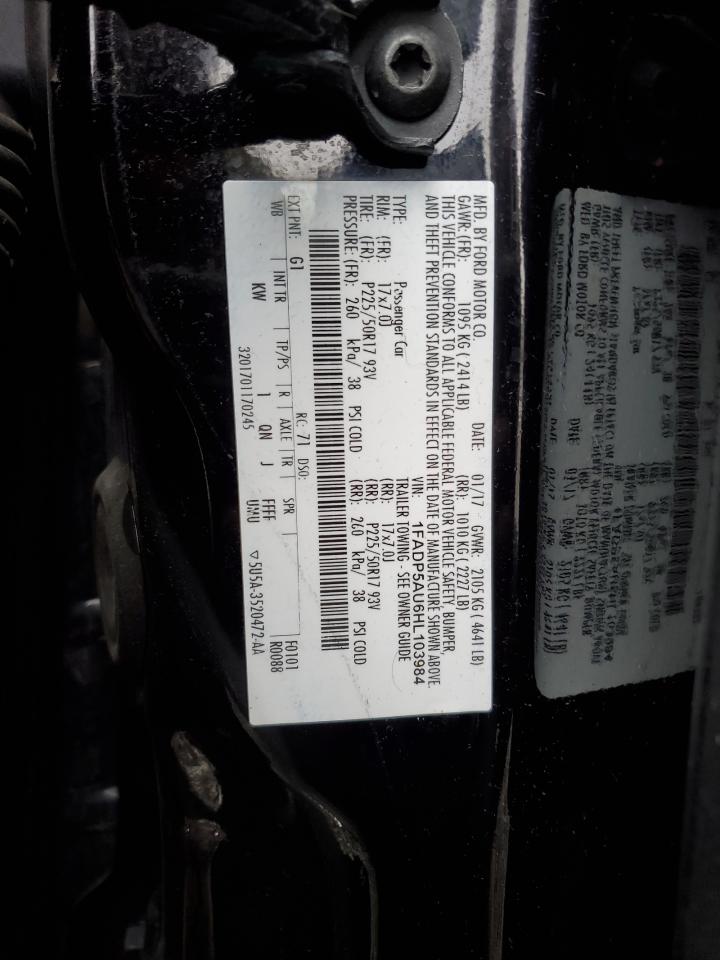 MFD. BY FORD MOTOR CO.
DATE: 01/17 GVWR: 2105 KG ( 4641 LB)
GAWR: (FR): 1095 KG ( 2414 LB) (RR): 1010 KG ( 2227 LB)
THIS VEHICLE CONFORMS TO ALL APPLICABLE FEDERAL MOTOR VEHICLE SAFETY, BUMPER
AND THEFT PREVENTION STANDARDS IN EFFECT ON THE DATE OF MANUFACTURE SHOWN ABOVE.
VIN: 1FADP5AU6HL103984
TYPE: Passenger Car TRAILER TOWING - SEE OWNER GUIDE
RIM: (FR): 17x7.0J (RR): 17x7.0J
TIRE: (FR): P225/50R17 93V (RR): P225/50R17 93V
PRESSURE: (FR): 260 kPa/ 38 PSI COLD (RR): 260 kPa/ 38 PSI COLD
RC: 71 DSO: F0101
EXT PNT: G1 R0088
WB INT TR TP/PS R AXLE TR SPR
KW I QN J FFFF UMU
3201701170245 ▽5U5A-3520472-AA